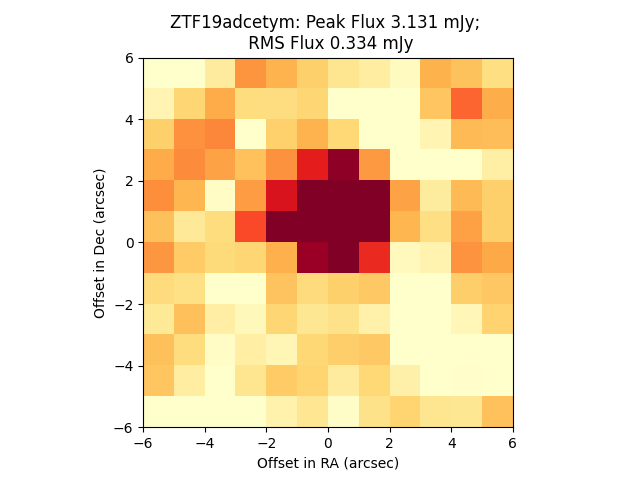 ZTF19adcetym: Peak Flux 3.131 mJy;
RMS Flux 0.334 mJy
6
4
2
0
−2
−4
−6
Offset in Dec (arcsec)
−6 −4 −2 0 2 4 6
Offset in RA (arcsec)